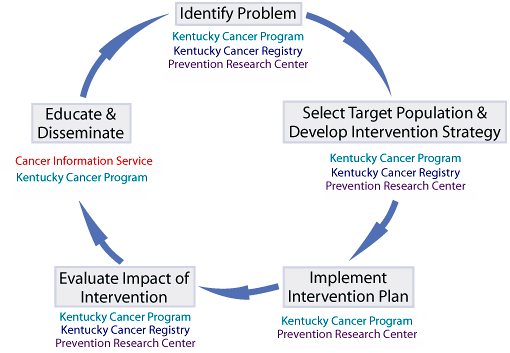 Identify Problem
Kentucky Cancer Program
Kentucky Cancer Registry
Prevention Research Center
Select Target Population &
Develop Intervention Strategy
Kentucky Cancer Program
Kentucky Cancer Registry
Prevention Research Center
Implement
Intervention Plan
Kentucky Cancer Program
Prevention Research Center
Evaluate Impact of
Intervention
Kentucky Cancer Program
Kentucky Cancer Registry
Prevention Research Center
Educate &
Disseminate
Cancer Information Service
Kentucky Cancer Program